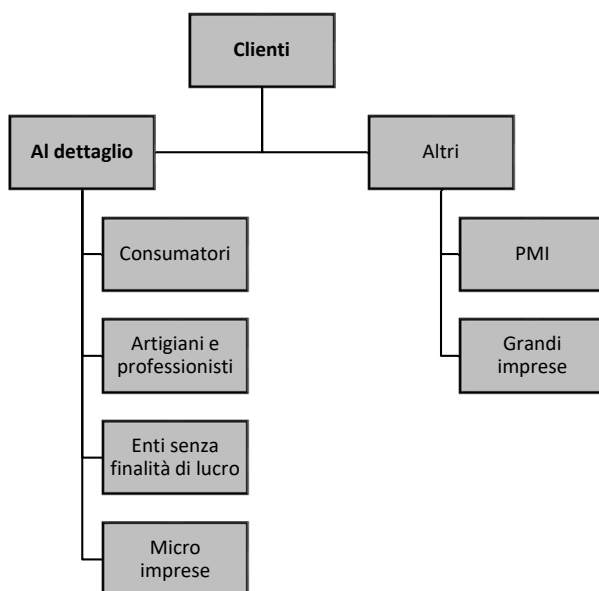 Clienti
Al dettaglio
Altri
Consumatori
PMI
Artigiani e
professionisti
Grandi
imprese
Enti senza
finalità di lucro
Micro
imprese